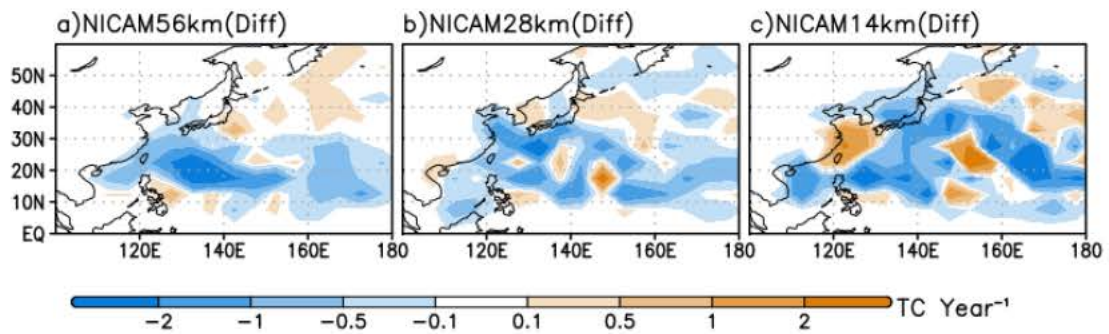 a)NICAM56km(Diff) b)NICAM28km(Diff) c)NICAM14km(Diff)
50N
40N
30N
20N
10N
EQ
120E 140E 160E 180 120E 140E 160E 180 120E 140E 160E 180
-2 -1 -0.5 -0.1 0.1 0.5 1 2 TC Year⁻¹